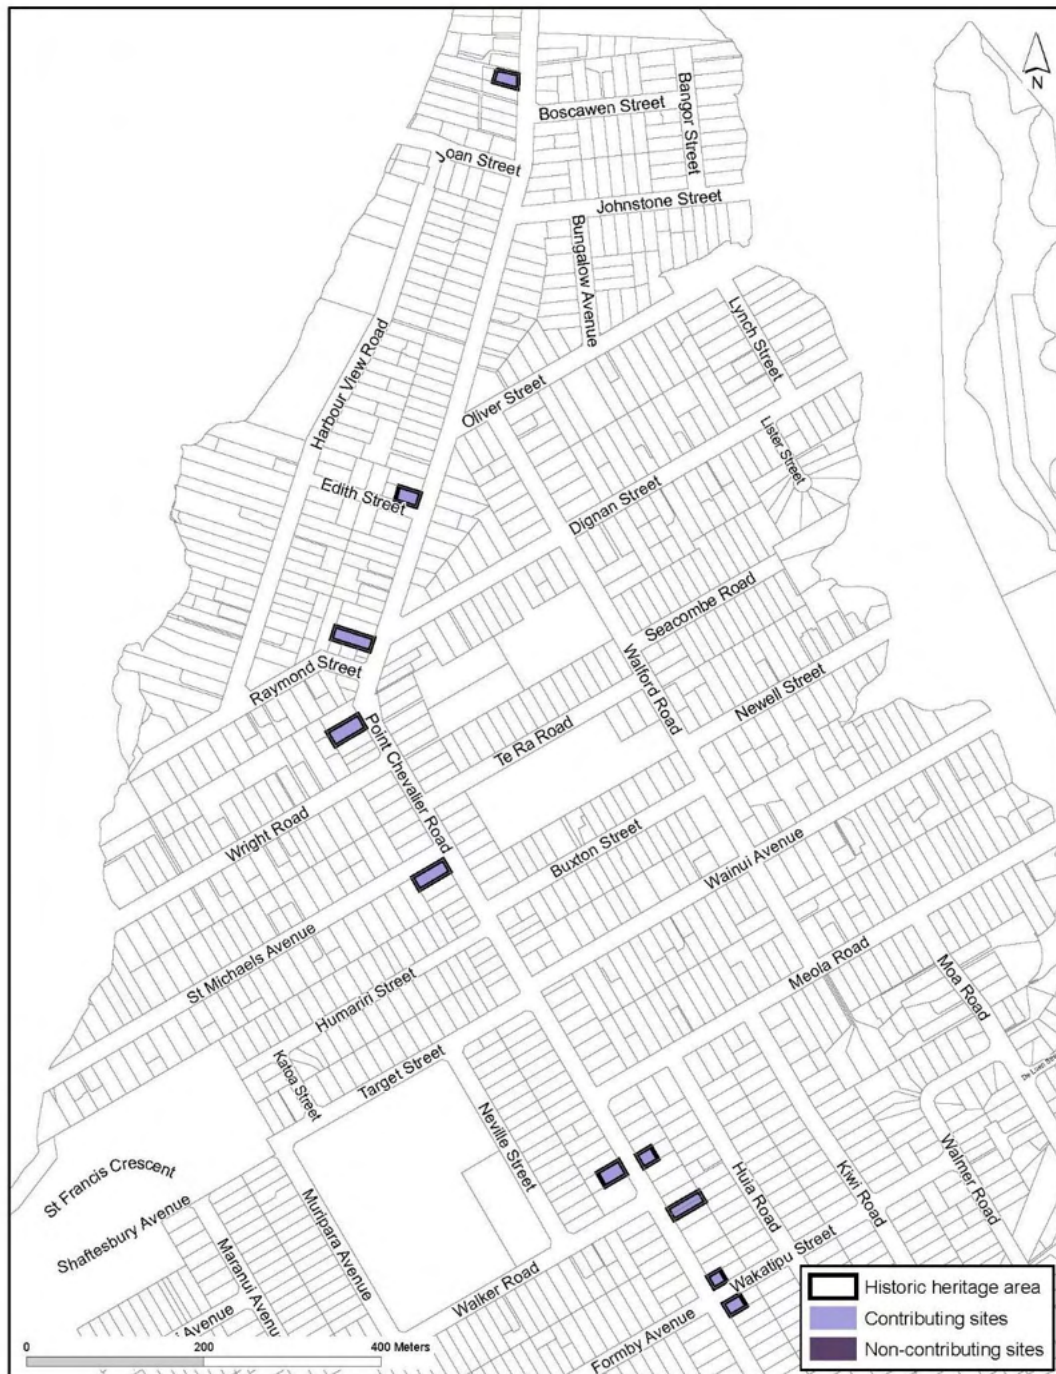 N
Boscawen Street
Bangor Street
Joan Street
Johnstone Street
Bungalow Avenue
Lynch Street
Harbour View Road
Oliver Street
Lister Street
Edith Street
Dignan Street
Seacombe Road
Walford Road
Raymond Street
Newell Street
Point Chevalier Road
Te Ra Road
Wright Road
Buxton Street
Wainui Avenue
St Michaels Avenue
Meola Road
Moa Road
Humariri Street
Katoa Street
Target Street
Neville Street
Walmer Road
Kiwi Road
Huia Road
St Francis Crescent
Shaftesbury Avenue
Muripara Avenue
Maranui Avenue
Wakatipu Street
Walker Road
Formby Avenue
Avenue
0 200 400 Meters
Historic heritage area
Contributing sites
Non-contributing sites